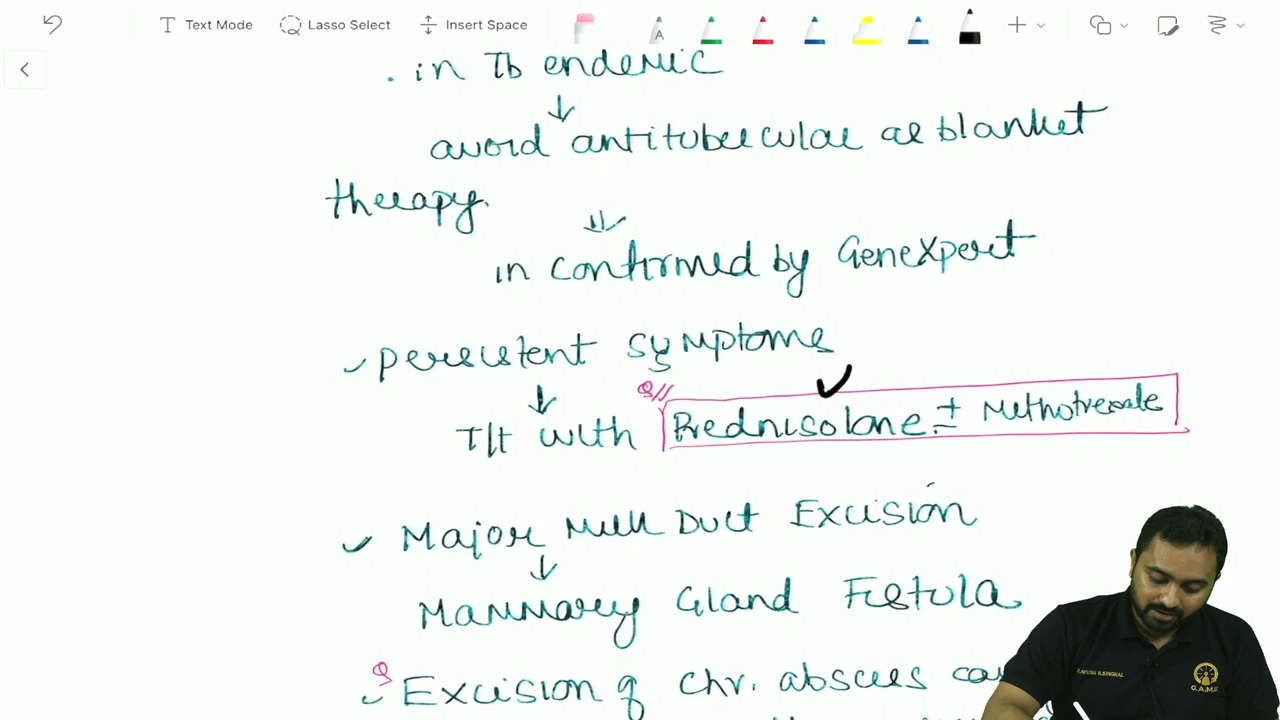 Text Mode Lasso Select Insert Space
. in Tb endemic
↓
avoid antitubercular as blanket
therapy.
in confirmed by GeneXpert
✓ persistent symptoms
↓
T/t with Prednisolone ± Methotrexate
✓ Major Milk Duct Excision
↓
Mammary Gland Fistula
Excision of chr. abscess
G.A.M.S